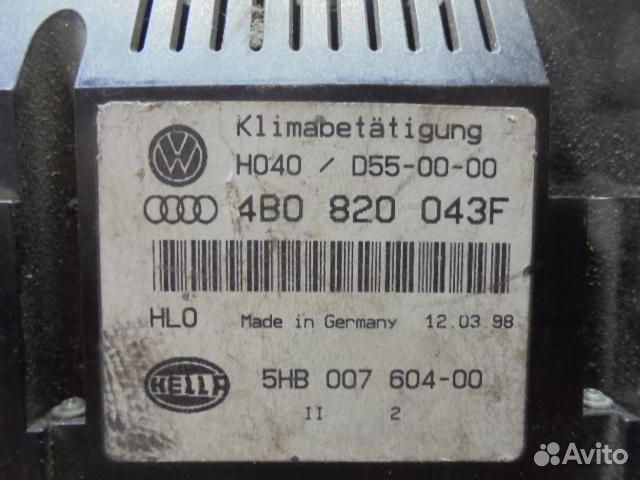 Klimabetätigung
H040 / D55-00-00
4B0 820 043F
HLO Made in Germany 12.03.98
HELLA 5HB 007 604-00
II 2
Avito